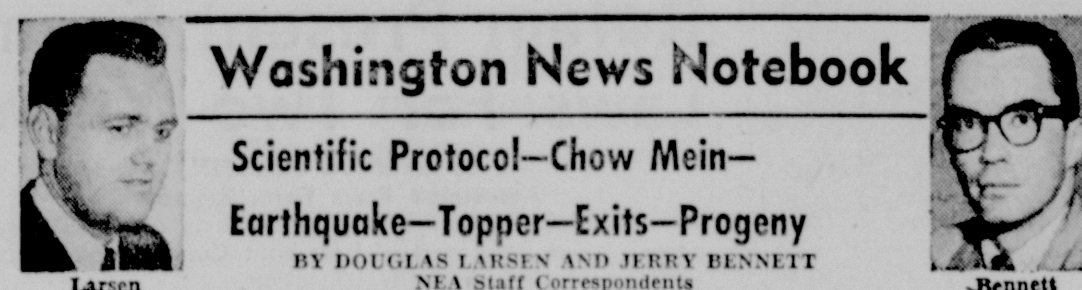 Washington News Notebook
Scientific Protocol—Chow Mein—
Earthquake—Topper—Exits—Progeny
BY DOUGLAS LARSEN AND JERRY BENNETT
NEA Staff Correspondents
Larsen
Bennett